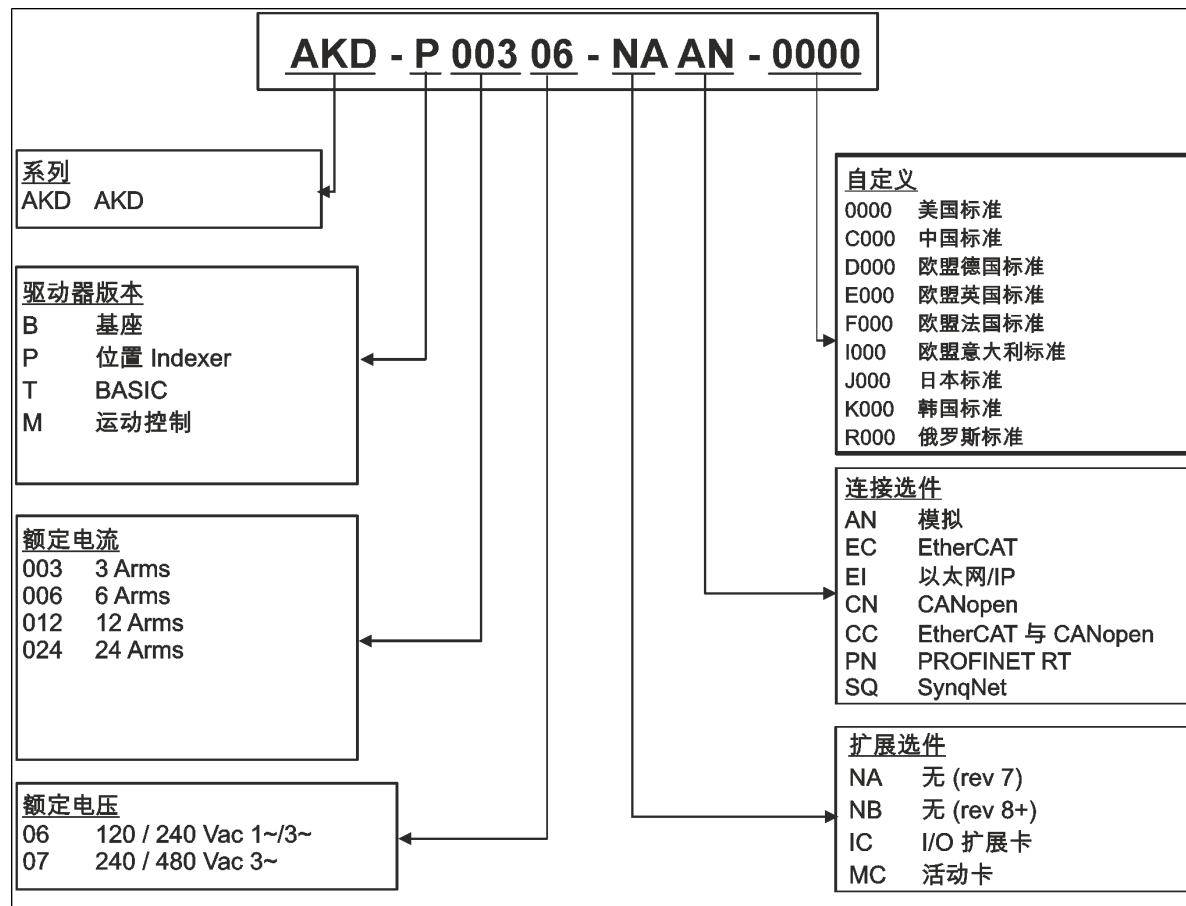 AKD - P 003 06 - NA AN - 0000
系列
AKD AKD
驱动器版本
B 基座
P 位置 Indexer
T BASIC
M 运动控制
额定电流
003 3 Arms
006 6 Arms
012 12 Arms
024 24 Arms
额定电压
06 120 / 240 Vac 1~/3~
07 240 / 480 Vac 3~
自定义
0000 美国标准
C000 中国标准
D000 欧盟德国标准
E000 欧盟英国标准
F000 欧盟法国标准
I000 欧盟意大利标准
J000 日本标准
K000 韩国标准
R000 俄罗斯标准
连接选件
AN 模拟
EC EtherCAT
EI 以太网/IP
CN CANopen
CC EtherCAT 与 CANopen
PN PROFINET RT
SQ SynqNet
扩展选件
NA 无 (rev 7)
NB 无 (rev 8+)
IC I/O 扩展卡
MC 活动卡